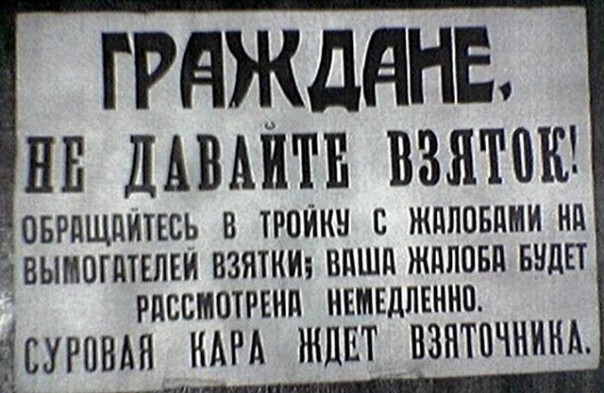 ГРАЖДАНЕ,
НЕ ДАВАЙТЕ ВЗЯТОК!
ОБРАЩАЙТЕСЬ В ТРОЙКУ С ЖАЛОБАМИ НА
ВЫМОГАТЕЛЕЙ ВЗЯТКИ; ВАША ЖАЛОБА БУДЕТ
РАССМОТРЕНА НЕМЕДЛЕННО.
СУРОВАЯ КАРА ЖДЕТ ВЗЯТОЧНИКА.